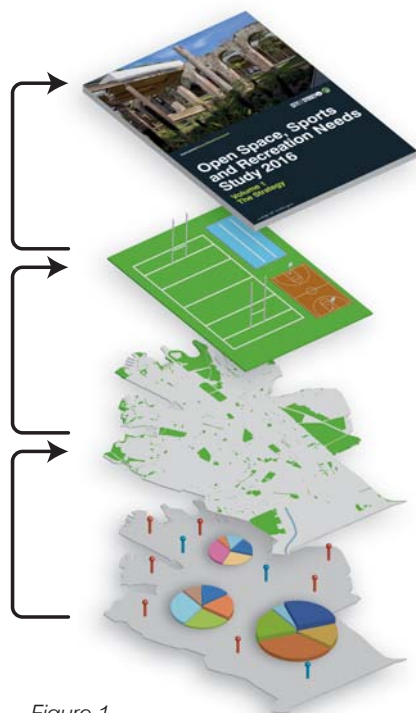 Open Space, Sports
and Recreation Needs
Study 2016
Volume 1
The Strategy
Figure 1